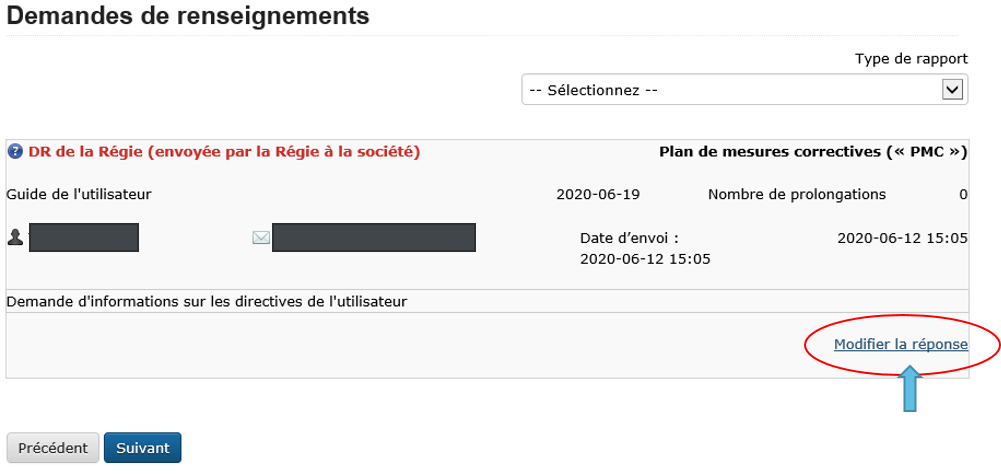 Demandes de renseignements
Type de rapport
-- Sélectionnez --
DR de la Régie (envoyée par la Régie à la société) Plan de mesures correctives (« PMC »)
Guide de l'utilisateur 2020-06-19 Nombre de prolongations 0
Date d’envoi : 2020-06-12 15:05
2020-06-12 15:05
Demande d'informations sur les directives de l'utilisateur
Modifier la réponse
Précédent Suivant